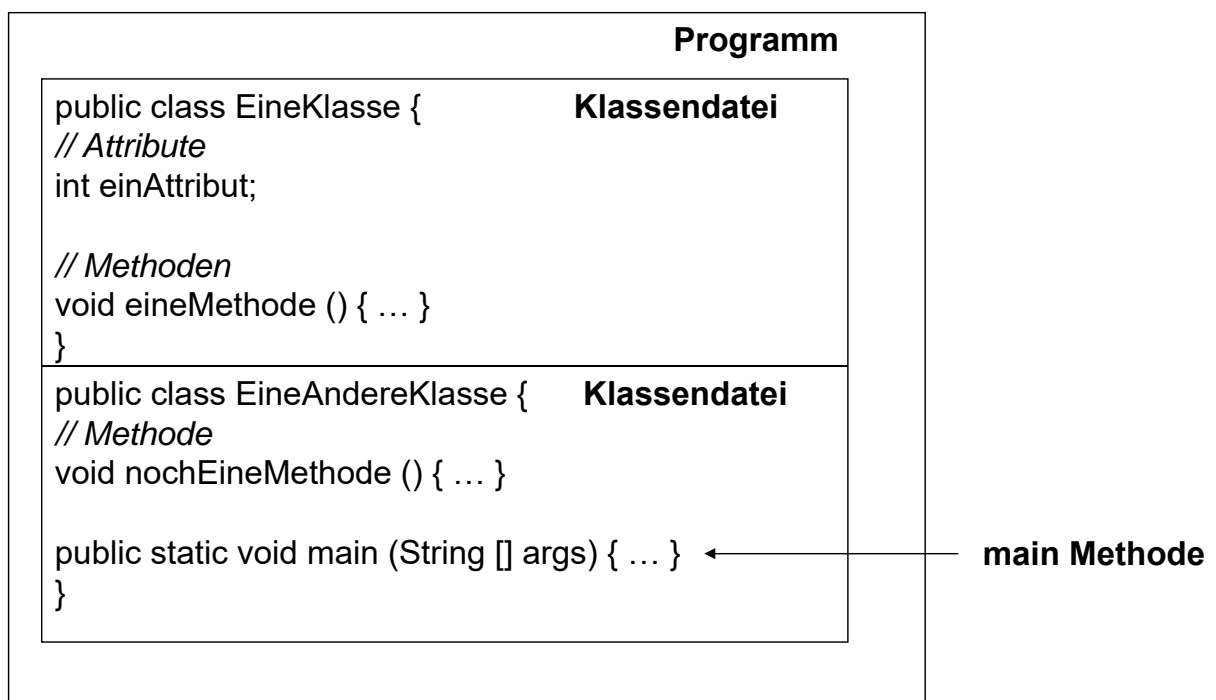 Programm
public class EineKlasse { Klassendatei
// Attribute
int einAttribut;
// Methoden
void eineMethode () { … }
}
public class EineAndereKlasse { Klassendatei
// Methode
void nochEineMethode () { … }
public static void main (String [] args) { … } main Methode
}